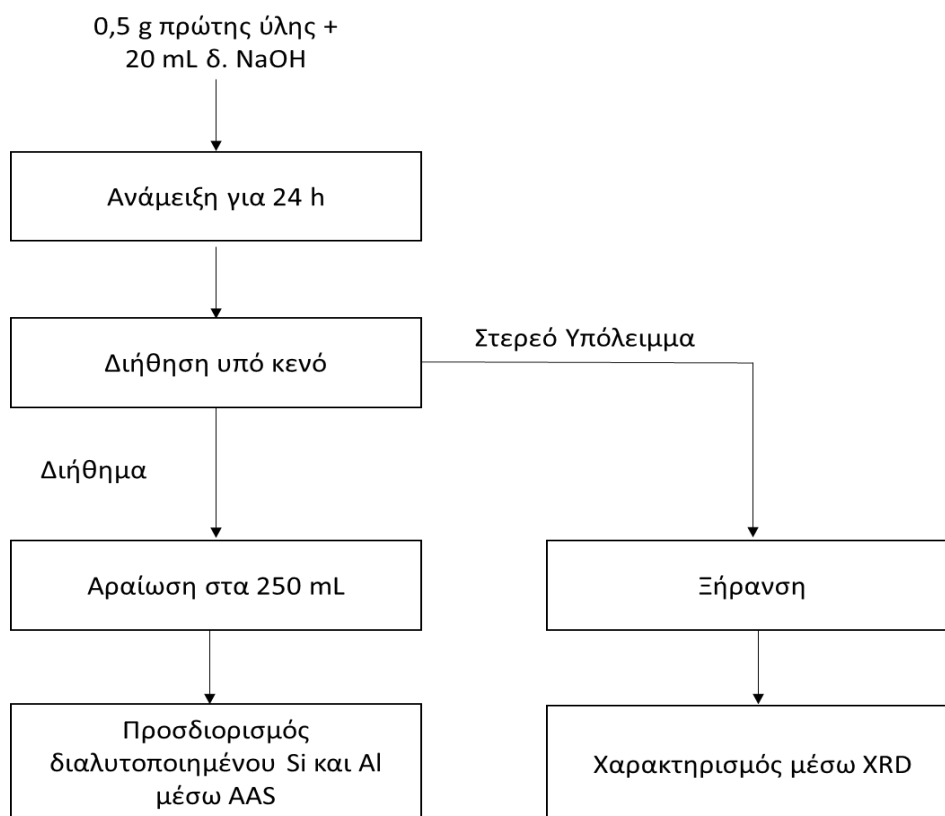 0,5 g πρώτης ύλης +
20 mL δ. NaOH
Ανάμειξη για 24 h
Διήθηση υπό κενό
Στερεό Υπόλειμμα
Διήθημα
Αραίωση στα 250 mL
Ξήρανση
Προσδιορισμός
διαλυτοποιημένου Si και Al
μέσω AAS
Χαρακτηρισμός μέσω XRD